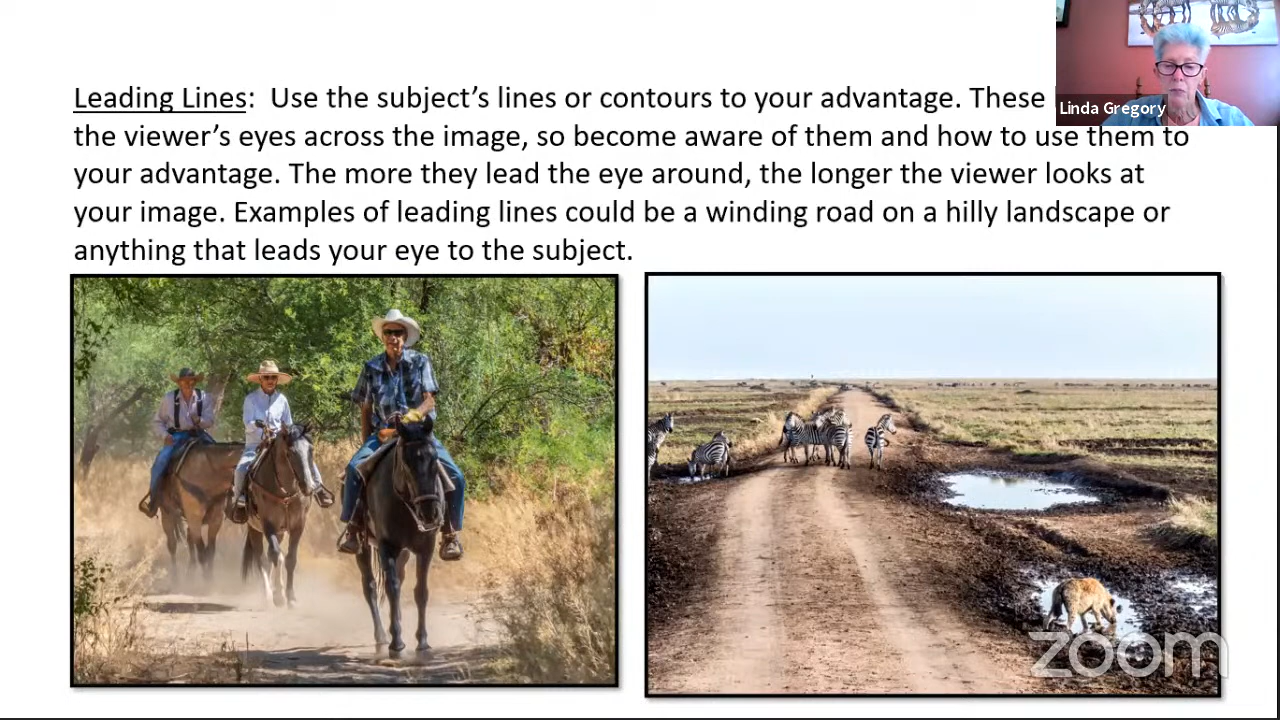 Leading Lines:  Use the subject's lines or contours to your advantage. These
the viewer's eyes across the image, so become aware of them and how to use them to
your advantage. The more they lead the eye around, the longer the viewer looks at
your image. Examples of leading lines could be a winding road on a hilly landscape or
anything that leads your eye to the subject.
Linda Gregory
zoom